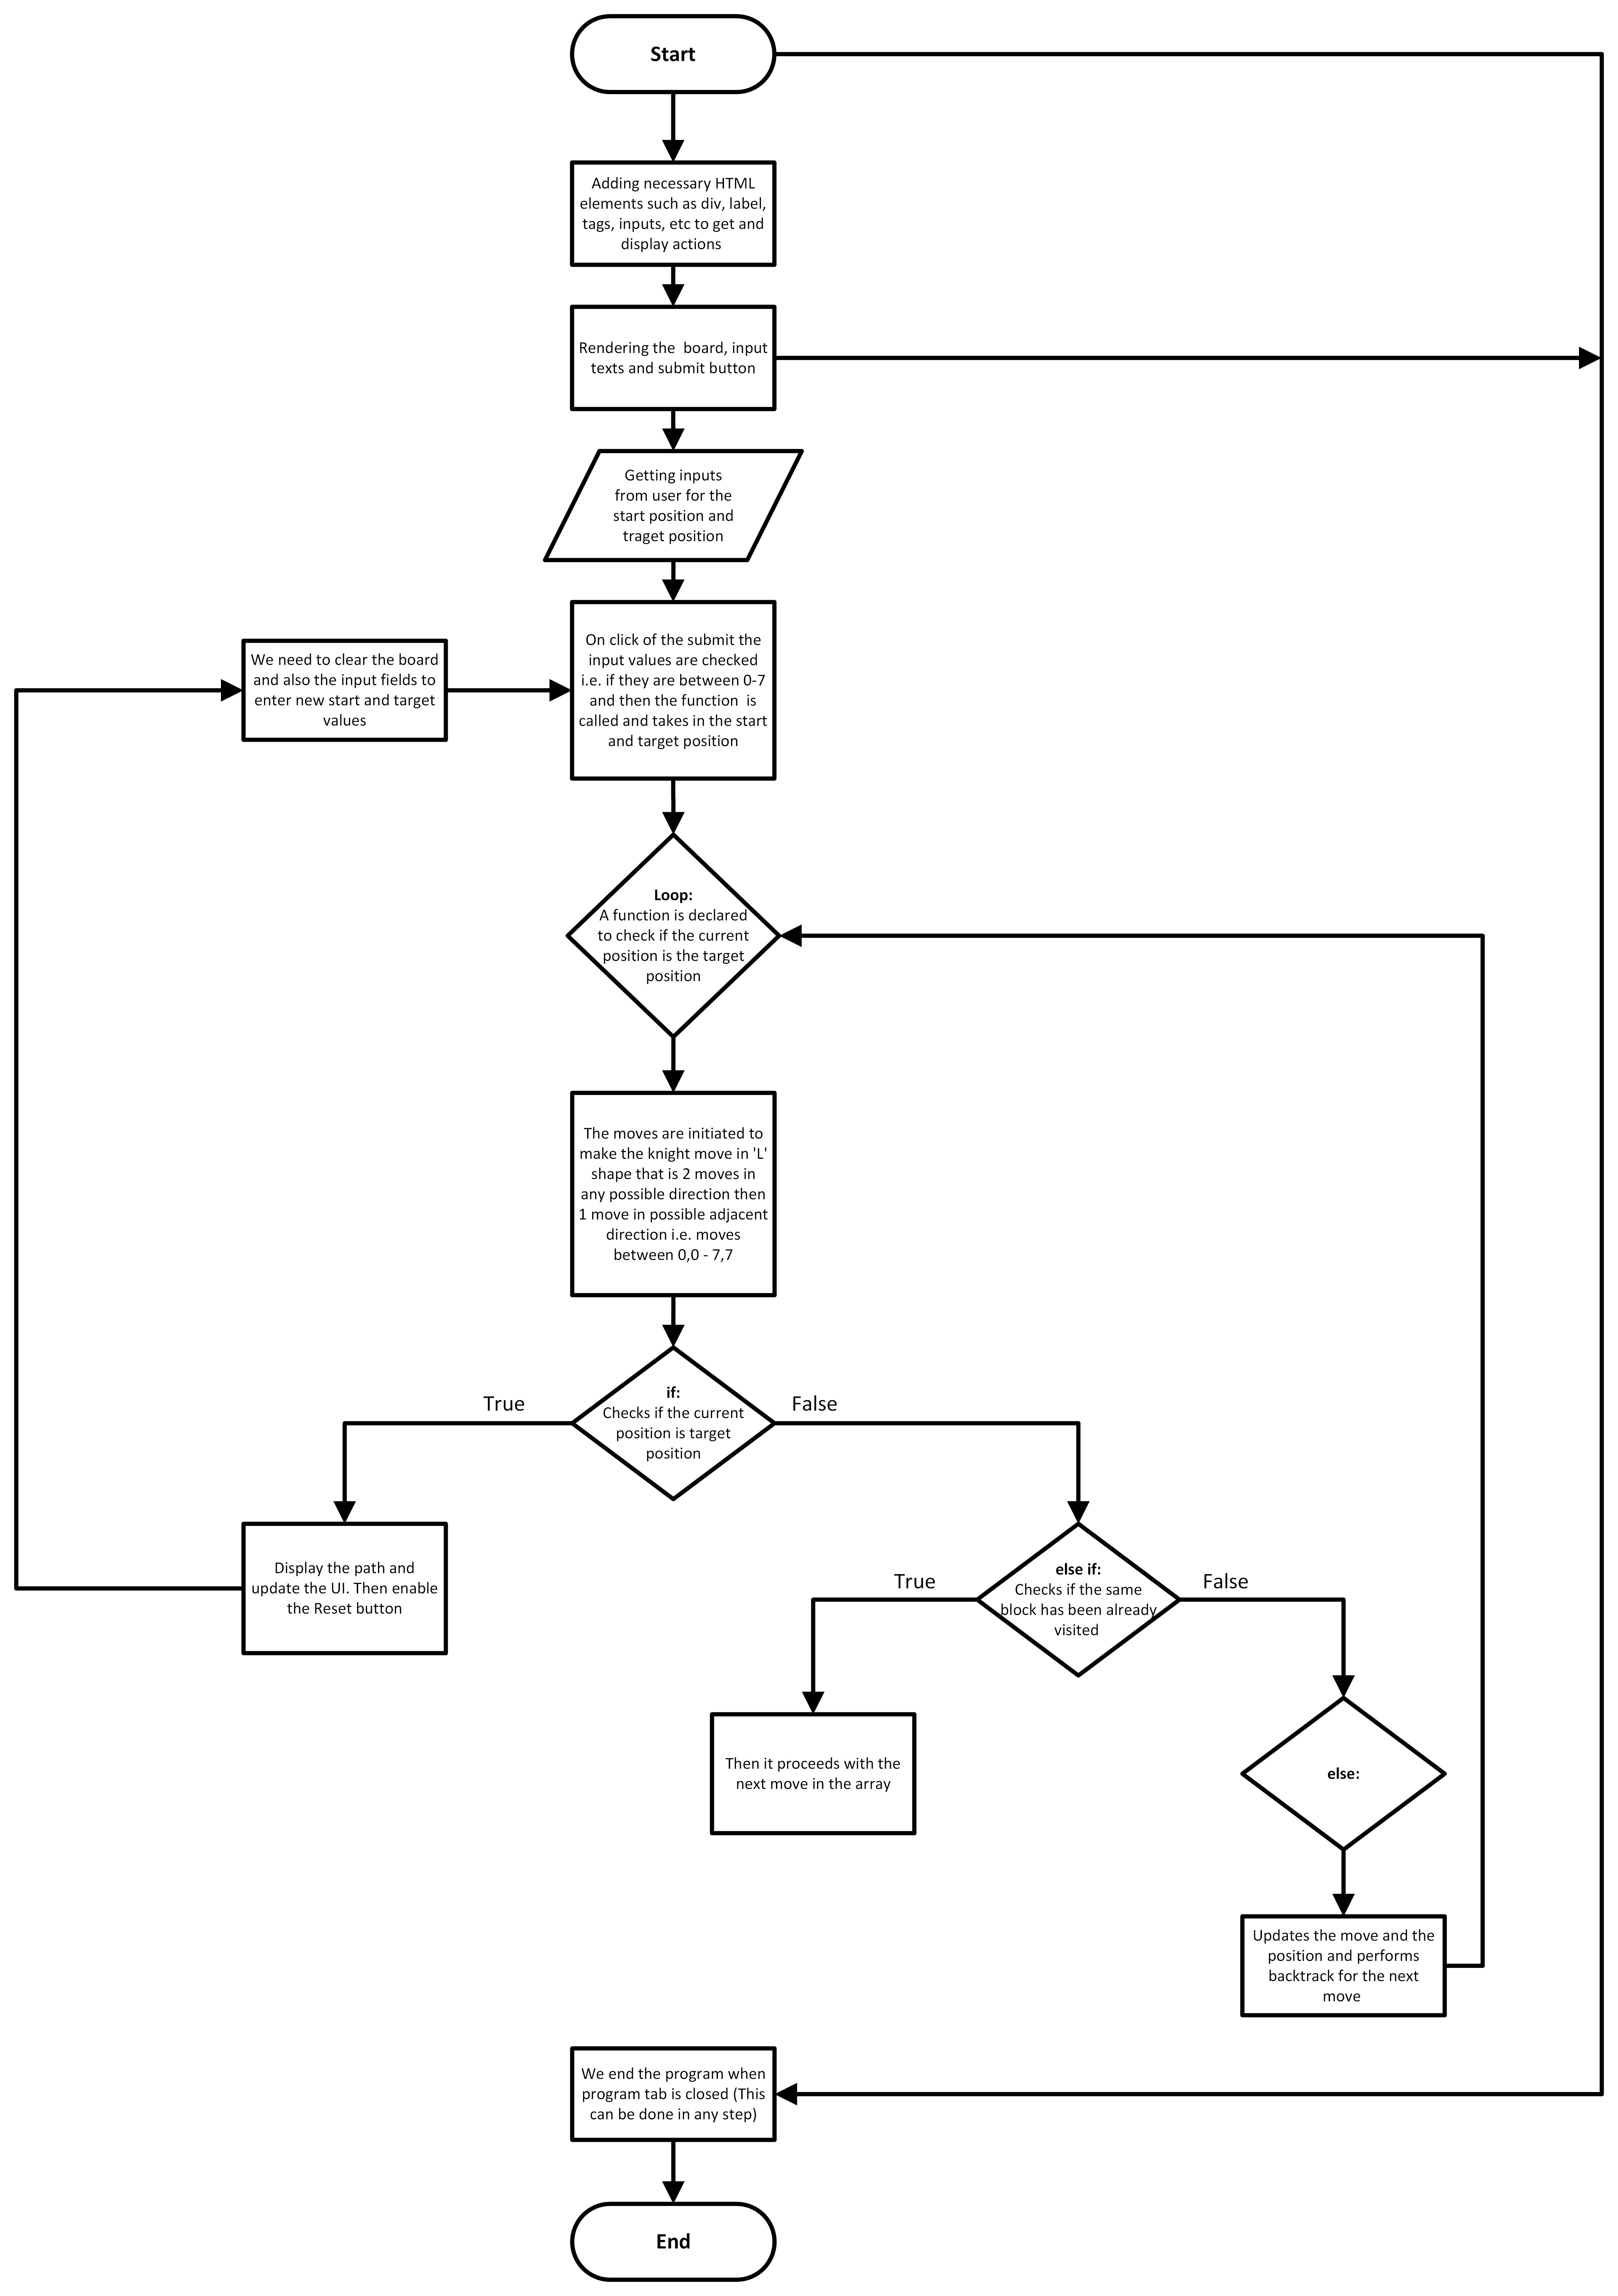 Start
Adding necessary HTML
elements such as div, label,
tags, inputs, etc to get and
display actions
Rendering the  board, input
texts and submit button
Getting inputs
from user for the
start position and
traget position
We need to clear the board
and also the input fields to
enter new start and target
values
On click of the submit the
input values are checked
i.e. if they are between 0-7
and then the function  is
called and takes in the start
and target position
Loop:
A function is declared
to check if the current
position is the target
position
The moves are initiated to
make the knight move in 'L'
shape that is 2 moves in
any possible direction then
1 move in possible adjacent
direction i.e. moves
between 0,0 - 7,7
True
if:
Checks if the current
position is target
position
False
Display the path and
update the UI. Then enable
the Reset button
True
else if:
Checks if the same
block has been already
visited
False
Then it proceeds with the
next move in the array
else:
Updates the move and the
position and performs
backtrack for the next
move
We end the program when
program tab is closed (This
can be done in any step)
End